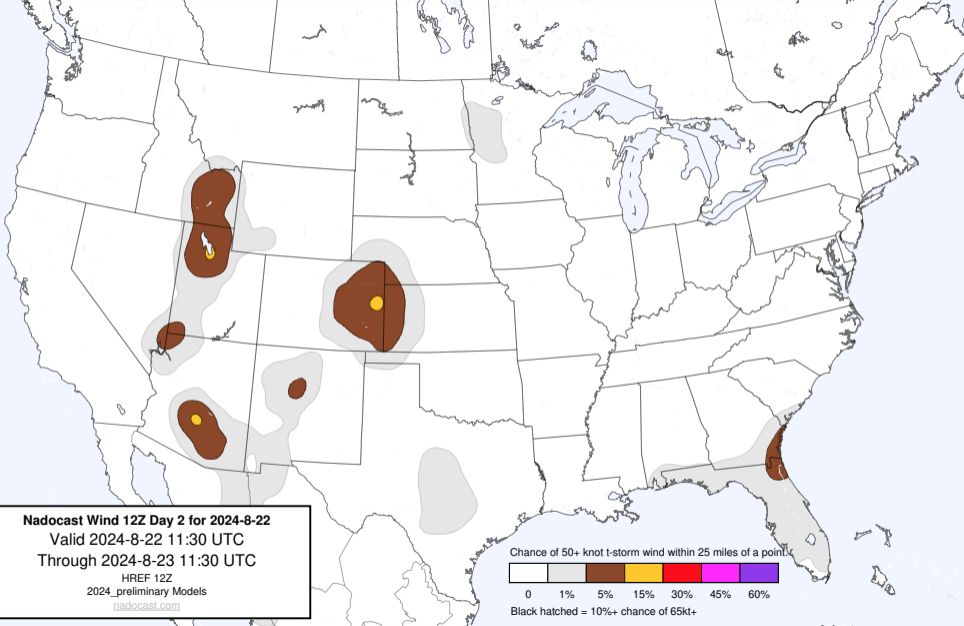 Nadocast Wind 12Z Day 2 for 2024-8-22
Valid 2024-8-22 11:30 UTC
Through 2024-8-23 11:30 UTC
HREF 12Z
2024_preliminary Models
nadocast.com
Chance of 50+ knot t-storm wind within 25 miles of a point.
0 1% 5% 15% 30% 45% 60%
Black hatched = 10%+ chance of 65kt+